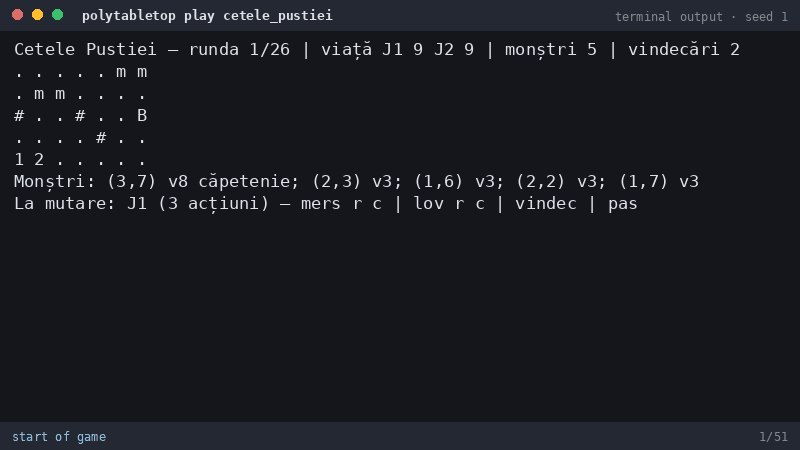 polytabletop play cetele_pustiei
terminal output · seed 1
Cetele Pustiei — runda 1/26 | viață J1 9 J2 9 | monștri 5 | vindecări 2
. . . . . m m
. m m . . . .
# . . # . . B
. . . . # . .
1 2 . . . . .
Monștri: (3,7) v8 căpetenie; (2,3) v3; (1,6) v3; (2,2) v3; (1,7) v3
La mutare: J1 (3 acțiuni) — mers r c | lov r c | vindec | pas
start of game
1/51